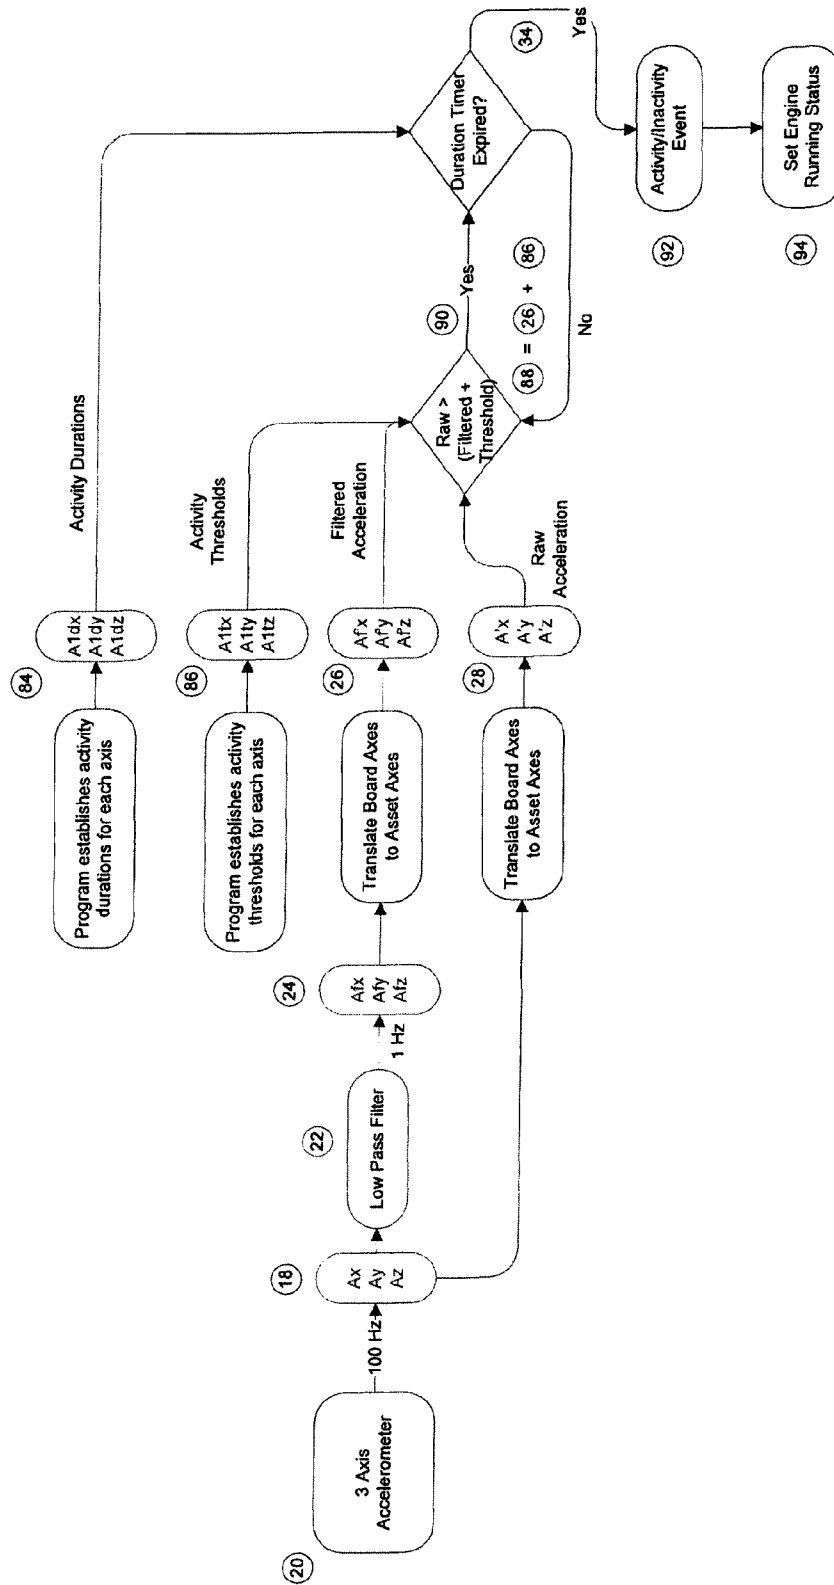 20
3 Axis
Accelerometer
100 Hz
18
Ax
Ay
Az
22
Low Pass Filter
1 Hz
24
Afx
Afy
Afz
84
Program establishes activity
durations for each axis
A1dx
A1dy
A1dz
Activity Durations
86
Program establishes activity
thresholds for each axis
A1tx
A1ty
A1tz
Activity
Thresholds
26
Translate Board Axes
to Asset Axes
Af'x
Af'y
Af'z
Filtered
Acceleration
28
Translate Board Axes
to Asset Axes
A'x
A'y
A'z
Raw
Acceleration
Raw >
(Filtered +
Threshold)
90
Yes
88 = 26 + 86
No
Duration Timer
Expired?
34
Yes
92
Activity/Inactivity
Event
94
Set Engine
Running Status